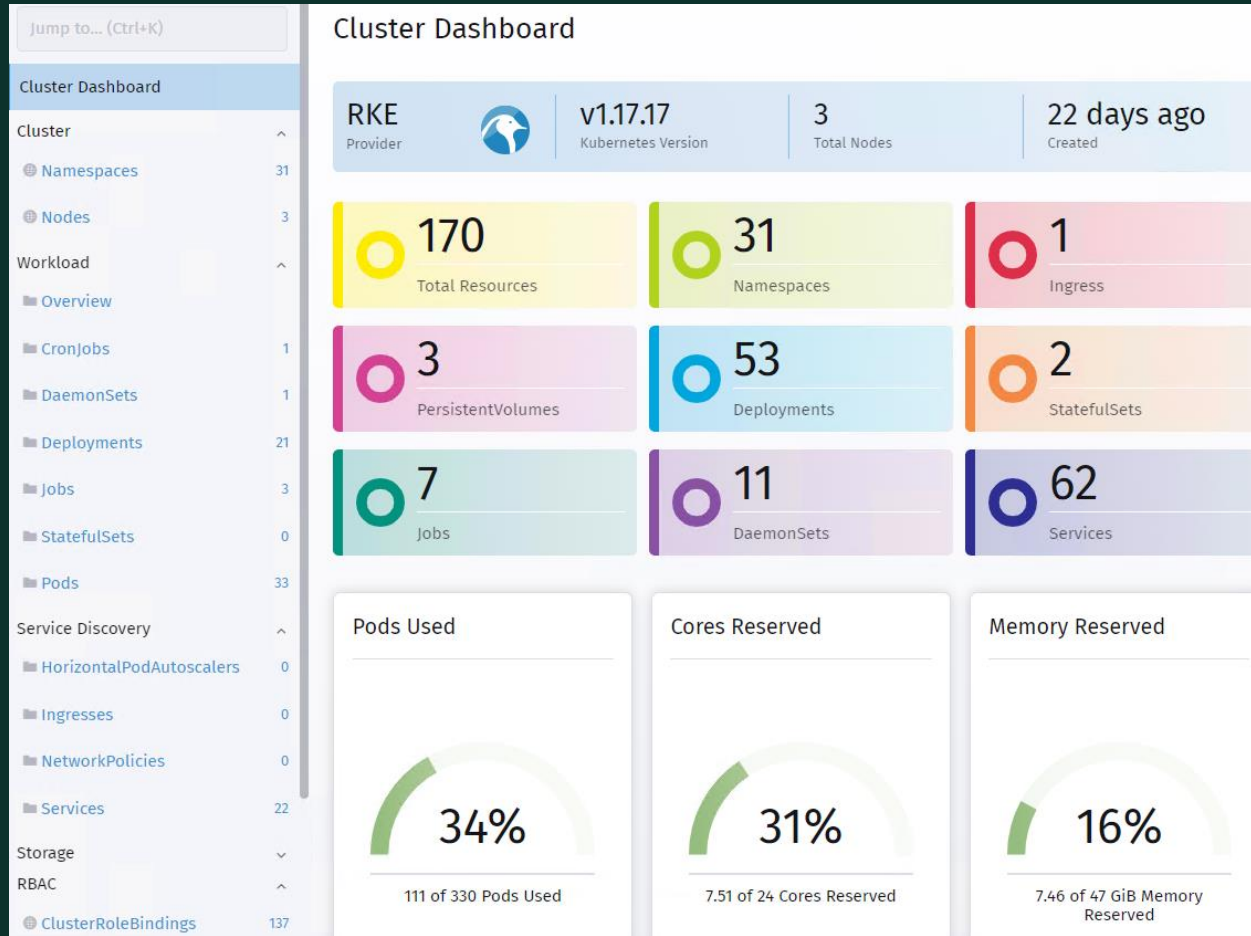 Jump to... (Ctrl+K)
Cluster Dashboard
Cluster
Namespaces 31
Nodes 3
Workload
Overview
CronJobs 1
DaemonSets 1
Deployments 21
Jobs 3
StatefulSets 0
Pods 33
Service Discovery
HorizontalPodAutoscalers 0
Ingresses 0
NetworkPolicies 0
Services 22
Storage
RBAC
ClusterRoleBindings 137
Cluster Dashboard
RKE
Provider
v1.17.17
Kubernetes Version
3
Total Nodes
22 days ago
Created
170
Total Resources
31
Namespaces
1
Ingress
3
PersistentVolumes
53
Deployments
2
StatefulSets
7
Jobs
11
DaemonSets
62
Services
Pods Used
34%
111 of 330 Pods Used
Cores Reserved
31%
7.51 of 24 Cores Reserved
Memory Reserved
16%
7.46 of 47 GiB Memory
Reserved